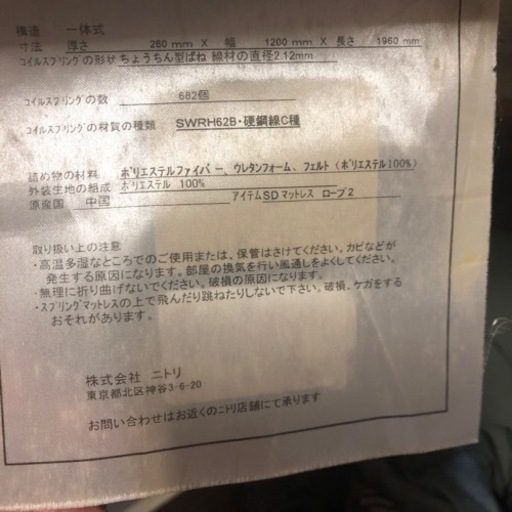 構造　一体式
寸法　厚さ　260 mm　X　幅　1200 mm　X　長さ　1960 mm
コイルスプリングの形状 ちょうちん型ばね 線材の直径2.12mm
コイルスプリングの数　682個
コイルスプリングの材質の種類　SWRH62B・硬鋼線C種
詰め物の材料　ポリエステルファイバー、ウレタンフォーム、フェルト（ポリエステル100%）
外装生地の組成　ポリエステル 100%
原産国　中国　アイテムSDマットレス ローブ2
取り扱い上の注意
・高温多湿なところでのご使用または、保管はさけてください。カビなどが
発生する原因になります。部屋の換気を行い風通しをよくしてください。
・無理に折り曲げないでください。破損の原因になります。
・スプリングマットレスの上で飛んだり跳ねたりしないで下さい。破損、ケガをする
おそれがあります。
株式会社 ニトリ
東京都北区神谷3-6-20
お問い合わせはお近くのニトリ店舗にて承ります